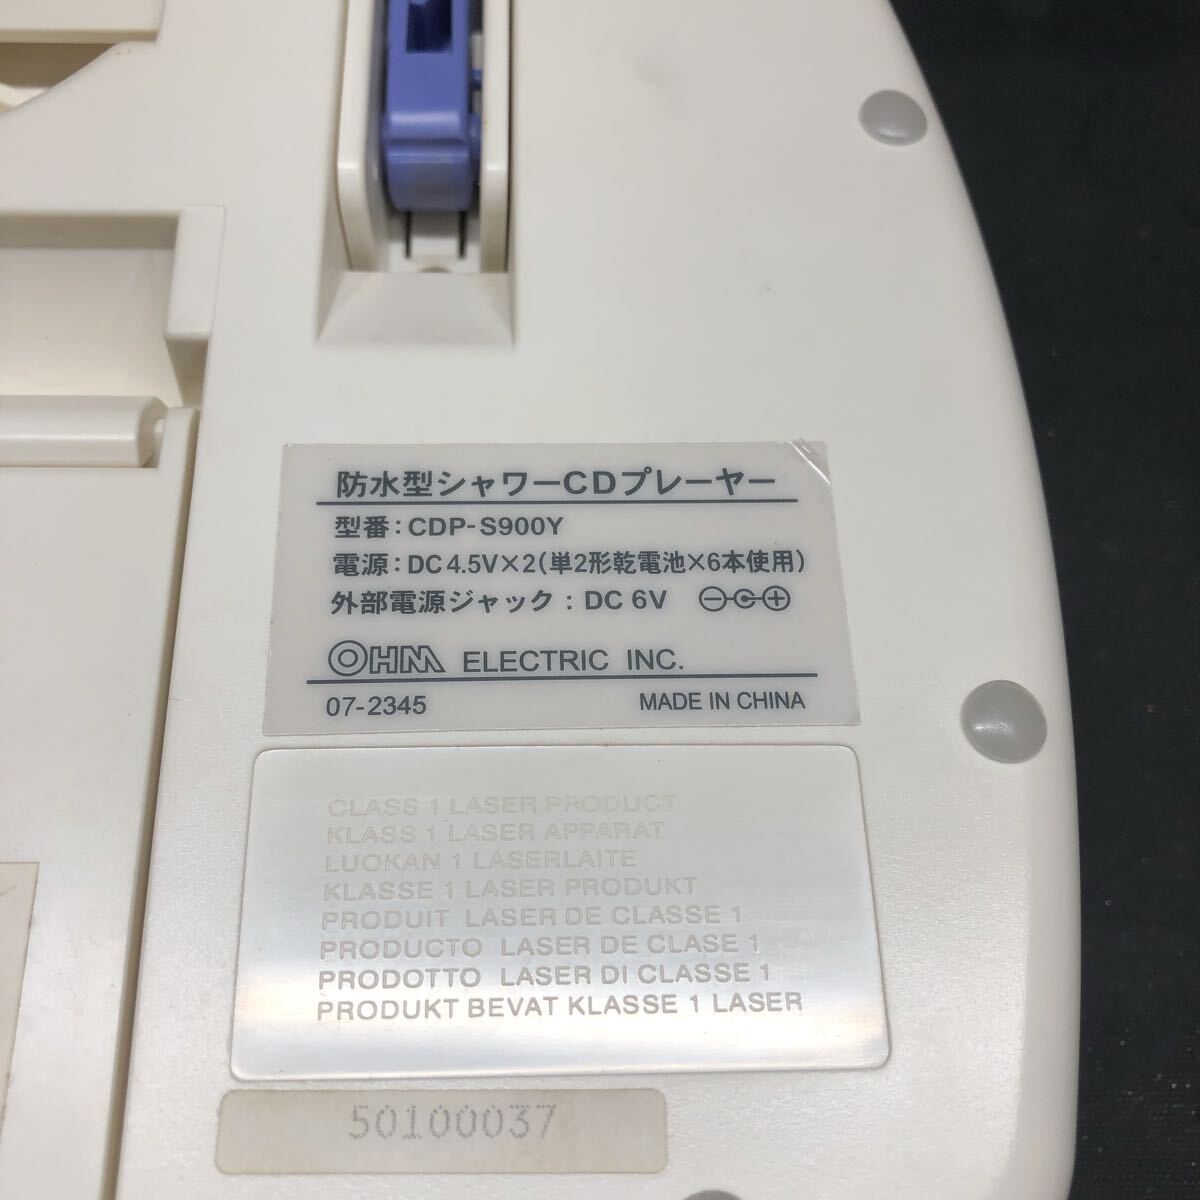 防水型シャワーCDプレーヤー
型番：CDP-S900Y
電源：DC 4.5V×2（単2形乾電池×6本使用）
外部電源ジャック：DC 6V
OHM ELECTRIC INC.
07-2345 MADE IN CHINA
CLASS 1 LASER PRODUCT
KLASS 1 LASER APPARAT
LUOKAN 1 LASERLAITE
KLASSE 1 LASER PRODUKT
PRODUIT LASER DE CLASSE 1
PRODUCTO LASER DE CLASE 1
PRODOTTO LASER DI CLASSE 1
PRODUKT BEVAT KLASSE 1 LASER
50100037